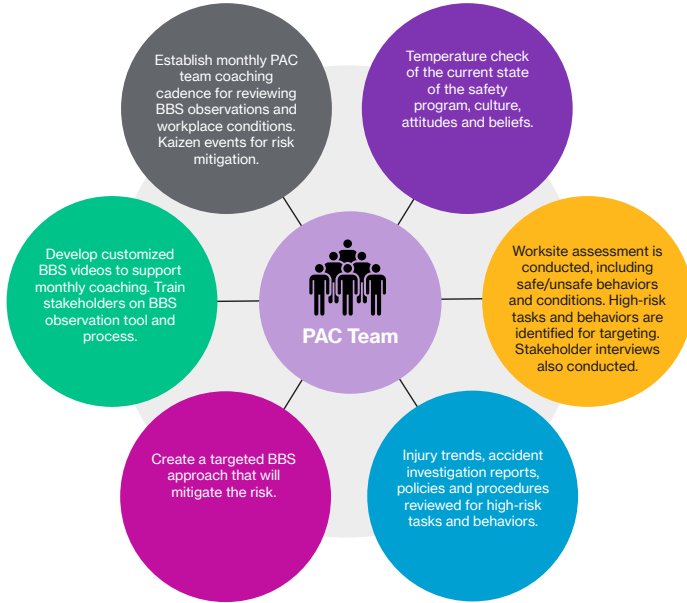 Establish monthly PAC
team coaching
cadence for reviewing
BBS observations and
workplace conditions.
Kaizen events for risk
mitigation.
Temperature check
of the current state
of the safety
program, culture,
attitudes and beliefs.
Develop customized
BBS videos to support
monthly coaching. Train
stakeholders on BBS
observation tool and
process.
PAC Team
Worksite assessment is
conducted, including
safe/unsafe behaviors
and conditions. High-risk
tasks and behaviors are
identified for targeting.
Stakeholder interviews
also conducted.
Create a targeted BBS
approach that will
mitigate the risk.
Injury trends, accident
investigation reports,
policies and procedures
reviewed for high-risk
tasks and behaviors.